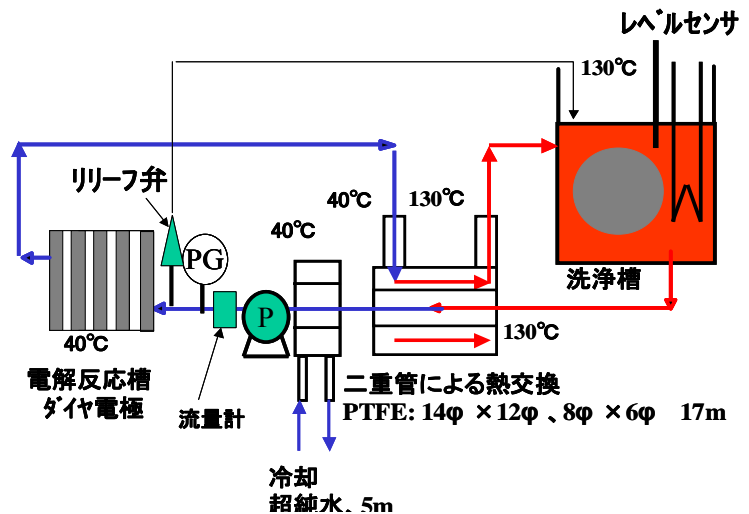 レベルセンサ
130℃
リリーフ弁
40℃
130℃
40℃
PG
P
洗浄槽
130℃
40℃
電解反応槽
ダイヤ電極
流量計
二重管による熱交換
PTFE: 14φ ×12φ 、8φ ×6φ 17m
冷却
超純水、5m